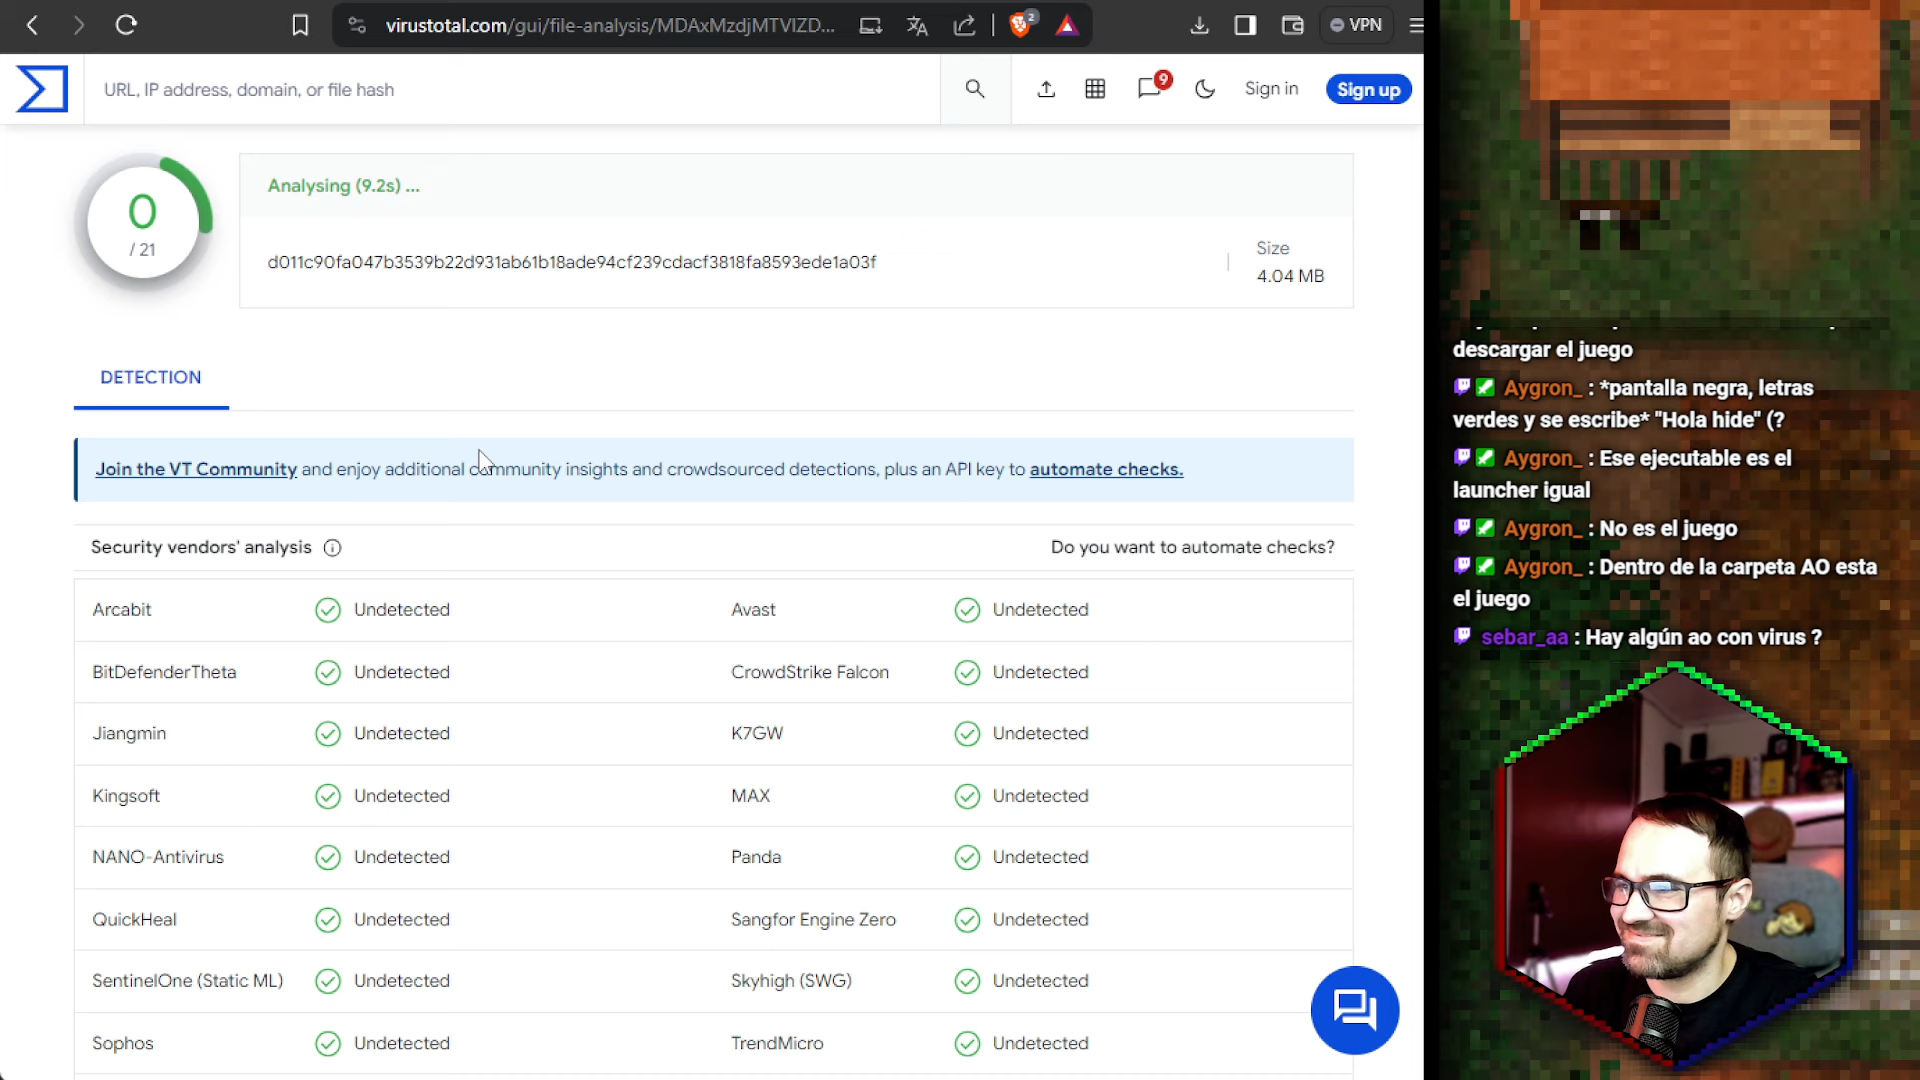 virustotal.com/gui/file-analysis/MDAxMzdjMTVlZD...
2
VPN
URL, IP address, domain, or file hash
9
Sign in
Sign up
0
/ 21
Analysing (9.2s) ...
d011c90fa047b3539b22d931ab61b18ade94cf239cdacf3818fa8593ede1a03f
Size
4.04 MB
DETECTION
Join the VT Community and enjoy additional community insights and crowdsourced detections, plus an API key to automate checks.
Security vendors' analysis
Do you want to automate checks?
Arcabit Undetected Avast Undetected
BitDefenderTheta Undetected CrowdStrike Falcon Undetected
Jiangmin Undetected K7GW Undetected
Kingsoft Undetected MAX Undetected
NANO-Antivirus Undetected Panda Undetected
QuickHeal Undetected Sangfor Engine Zero Undetected
SentinelOne (Static ML) Undetected Skyhigh (SWG) Undetected
Sophos Undetected TrendMicro Undetected
descargar el juego
Aygron_ : *pantalla negra, letras
verdes y se escribe* "Hola hide" (?
Aygron_ : Ese ejecutable es el
launcher igual
Aygron_ : No es el juego
Aygron_ : Dentro de la carpeta AO esta
el juego
sebar_aa : Hay algún ao con virus ?